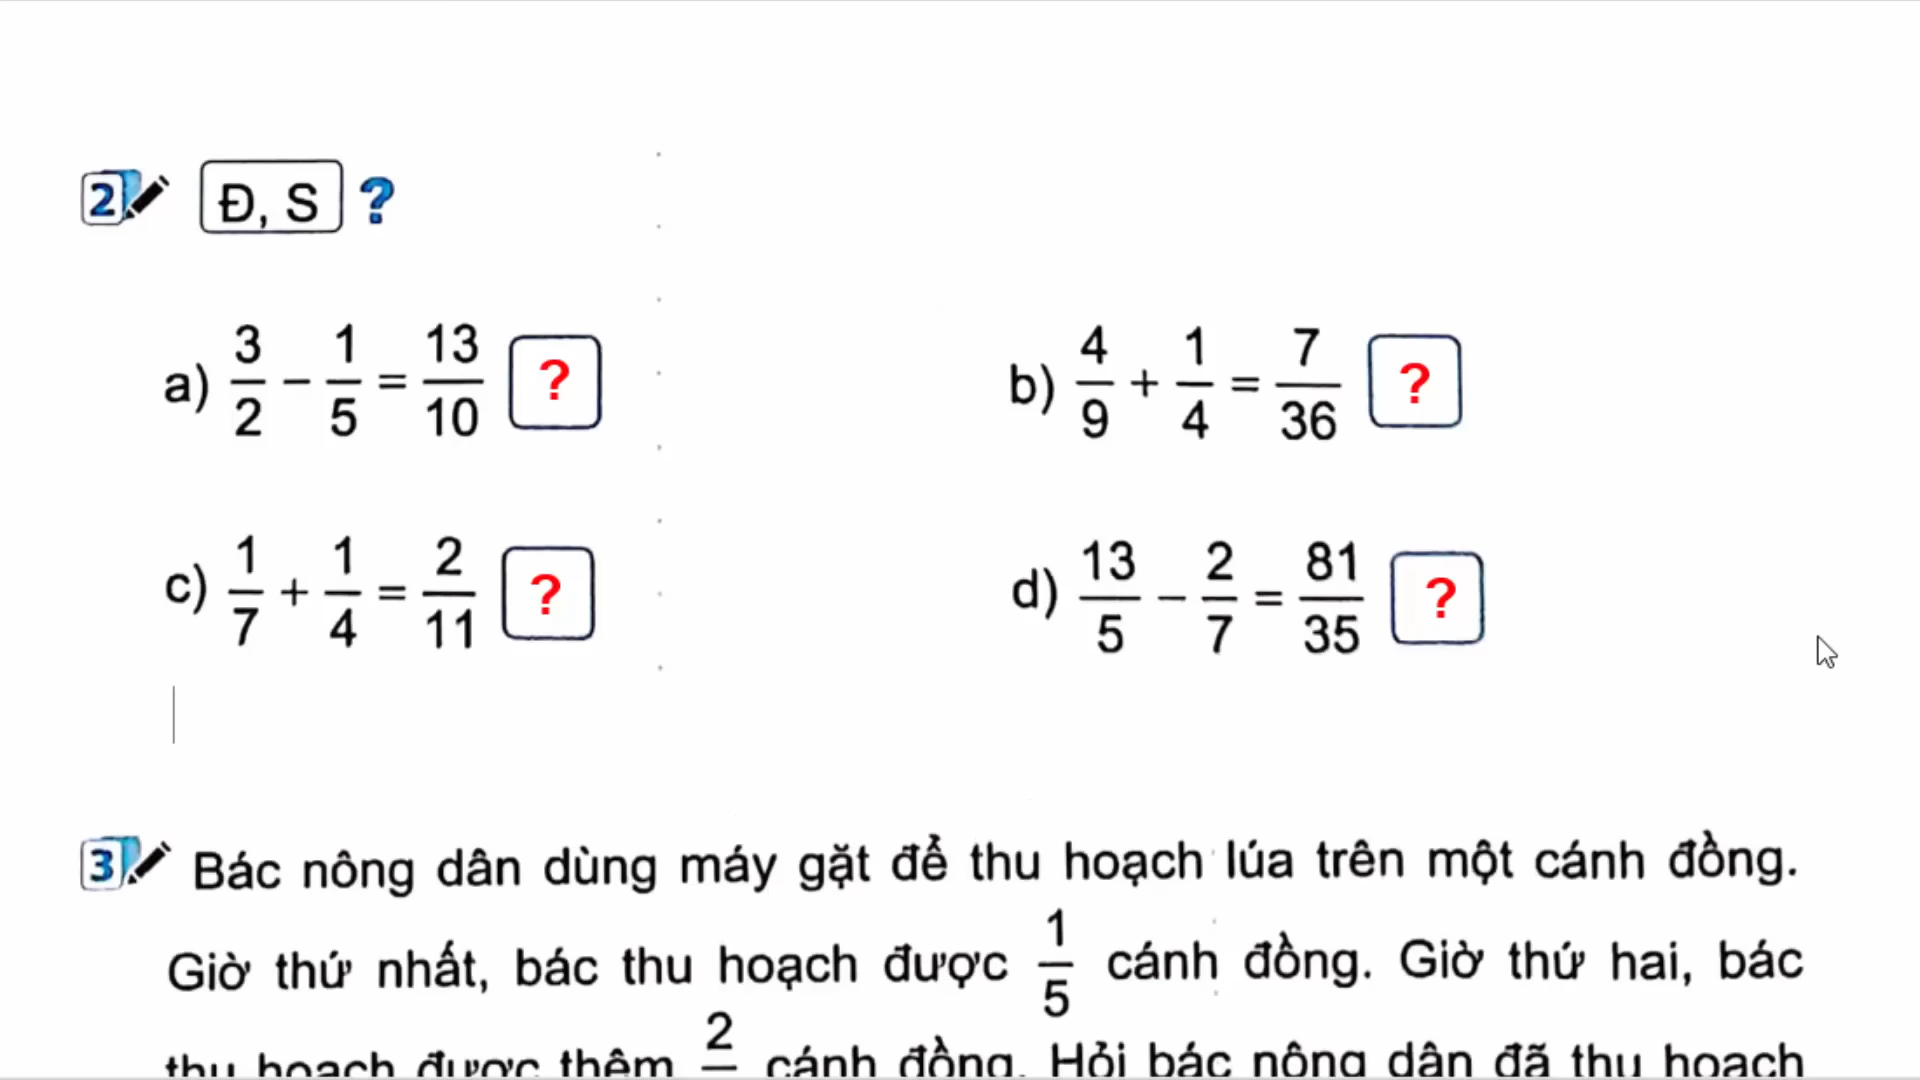 2 Đ, S ?
a) 3/2 − 1/5 = 13/10 ?
b) 4/9 + 1/4 = 7/36 ?
c) 1/7 + 1/4 = 2/11 ?
d) 13/5 − 2/7 = 81/35 ?
3 Bác nông dân dùng máy gặt để thu hoạch lúa trên một cánh đồng.
Giờ thứ nhất, bác thu hoạch được 1/5 cánh đồng. Giờ thứ hai, bác
thu hoạch được thêm 2 cánh đồng. Hỏi bác nông dân đã thu hoạch